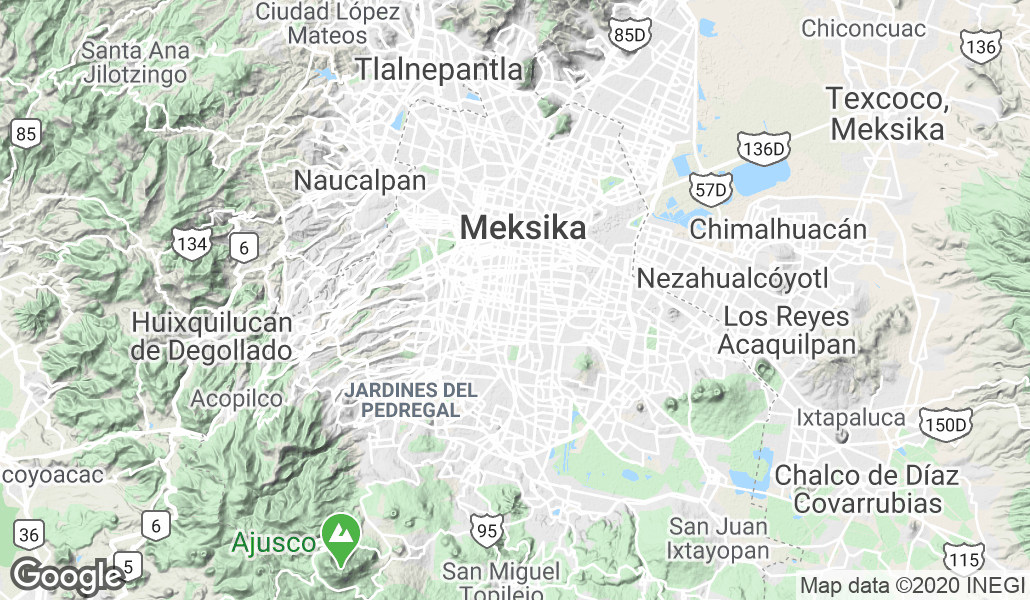 Ciudad López
Mateos
85D
Chiconcuac
136
Santa Ana
Jilotzingo
Tlalnepantla
Texcoco,
Meksika
85
136D
Naucalpan
57D
Meksika
Chimalhuacán
134
6
Nezahualcóyotl
Huixquilucan
de Degollado
Los Reyes
Acaquilpan
JARDINES DEL
PEDREGAL
Acopilco
Ixtapaluca
150D
coyoacac
Chalco de Díaz
Covarrubias
36
6
Ajusco
95
San Juan
Ixtayopan
115
5
Google
San Miguel
Topilejo
Map data ©2020 INEGI